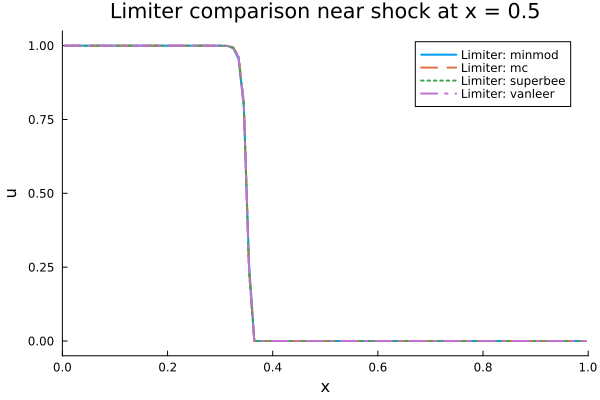 Limiter comparison near shock at x = 0.5
1.00
0.75
0.50
0.25
0.00
u
Limiter: minmod
Limiter: mc
Limiter: superbee
Limiter: vanleer
0.0 0.2 0.4 0.6 0.8 1.0
x